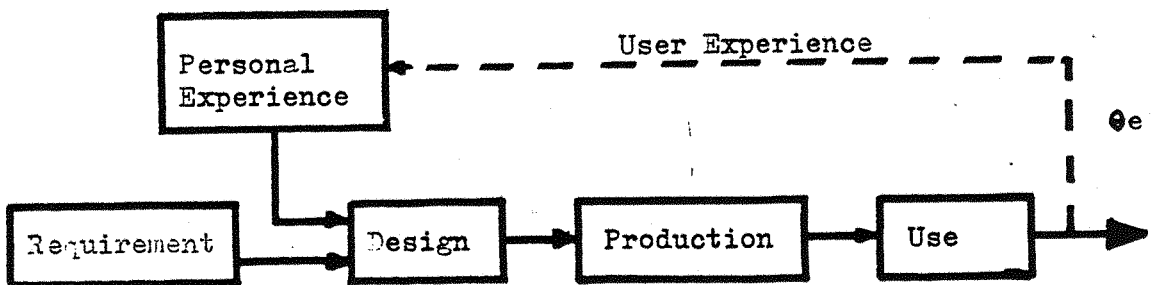 Personal
Experience
User Experience
θe
Requirement
Design
Production
Use